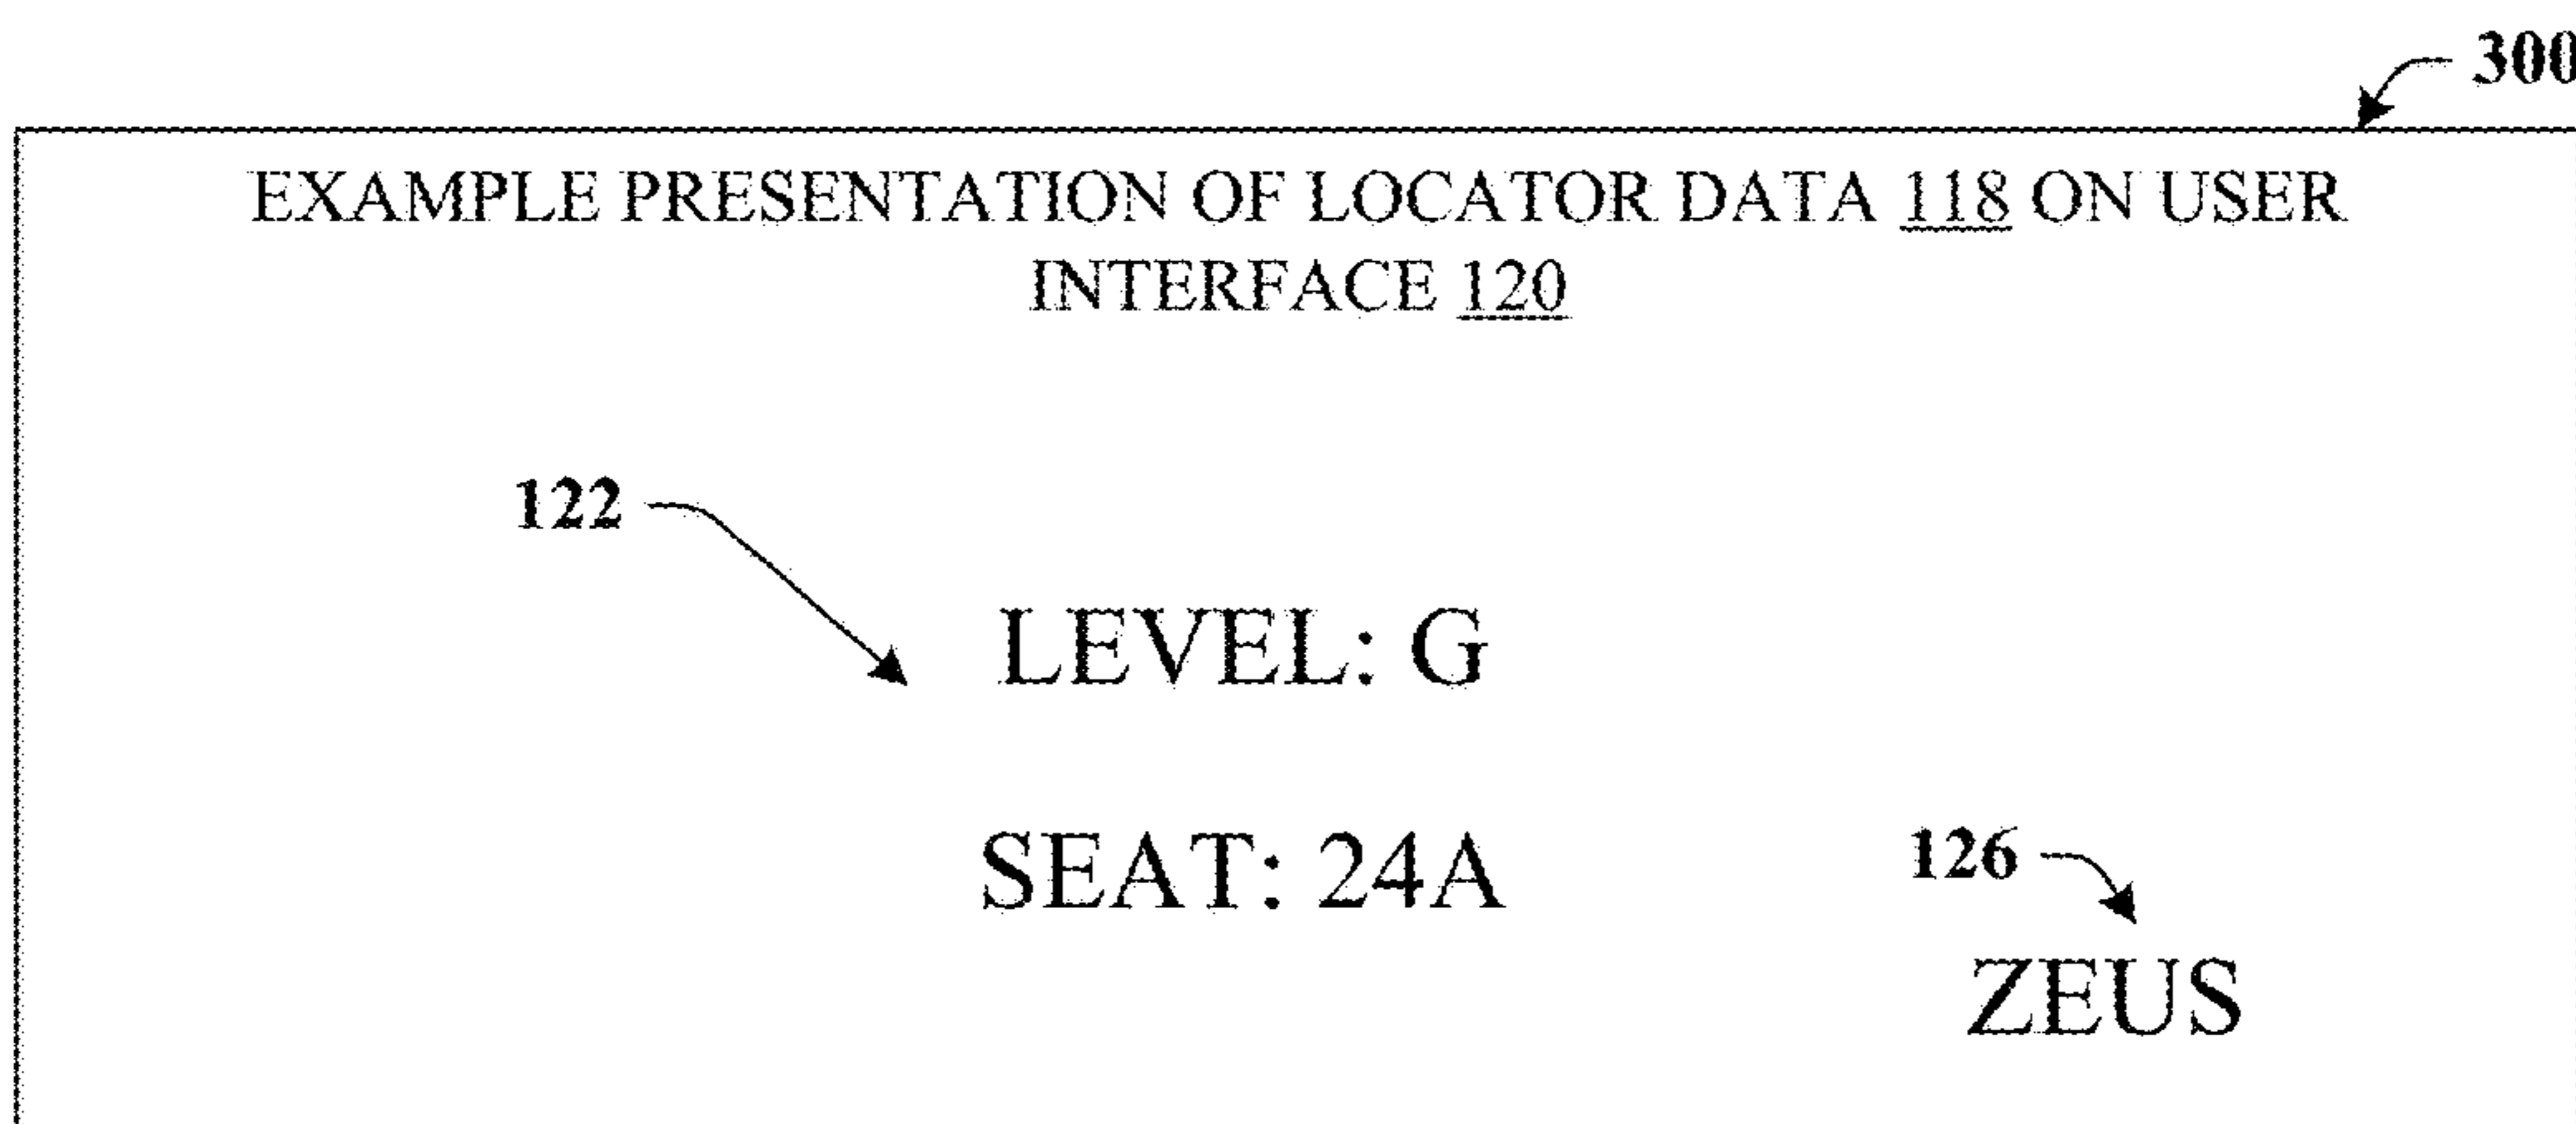 300
EXAMPLE PRESENTATION OF LOCATOR DATA 118 ON USER
INTERFACE 120
122
LEVEL: G
SEAT: 24A
126
ZEUS